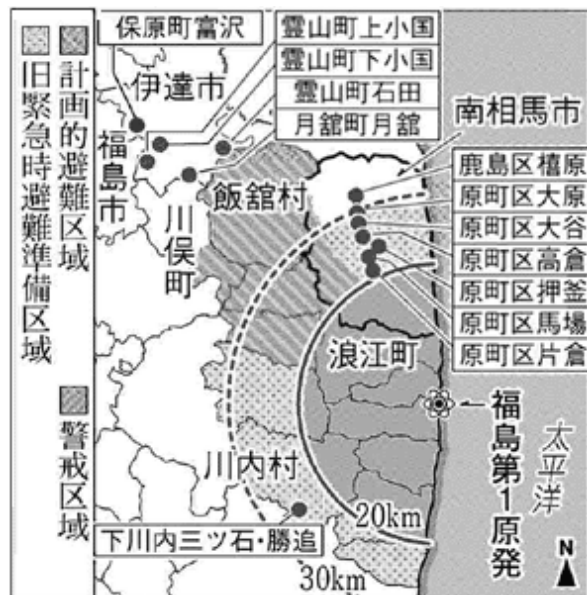 旧緊急時避難準備区域
計画的避難区域
警戒区域
保原町富沢
霊山町上小国
霊山町下小国
霊山町石田
月舘町月舘
伊達市
福島市
川俣町
飯舘村
南相馬市
鹿島区橲原
原町区大原
原町区大谷
原町区高倉
原町区押釜
原町区馬場
原町区片倉
浪江町
福島第1原発
太平洋
川内村
下川内三ツ石・勝追
20km
30km
N